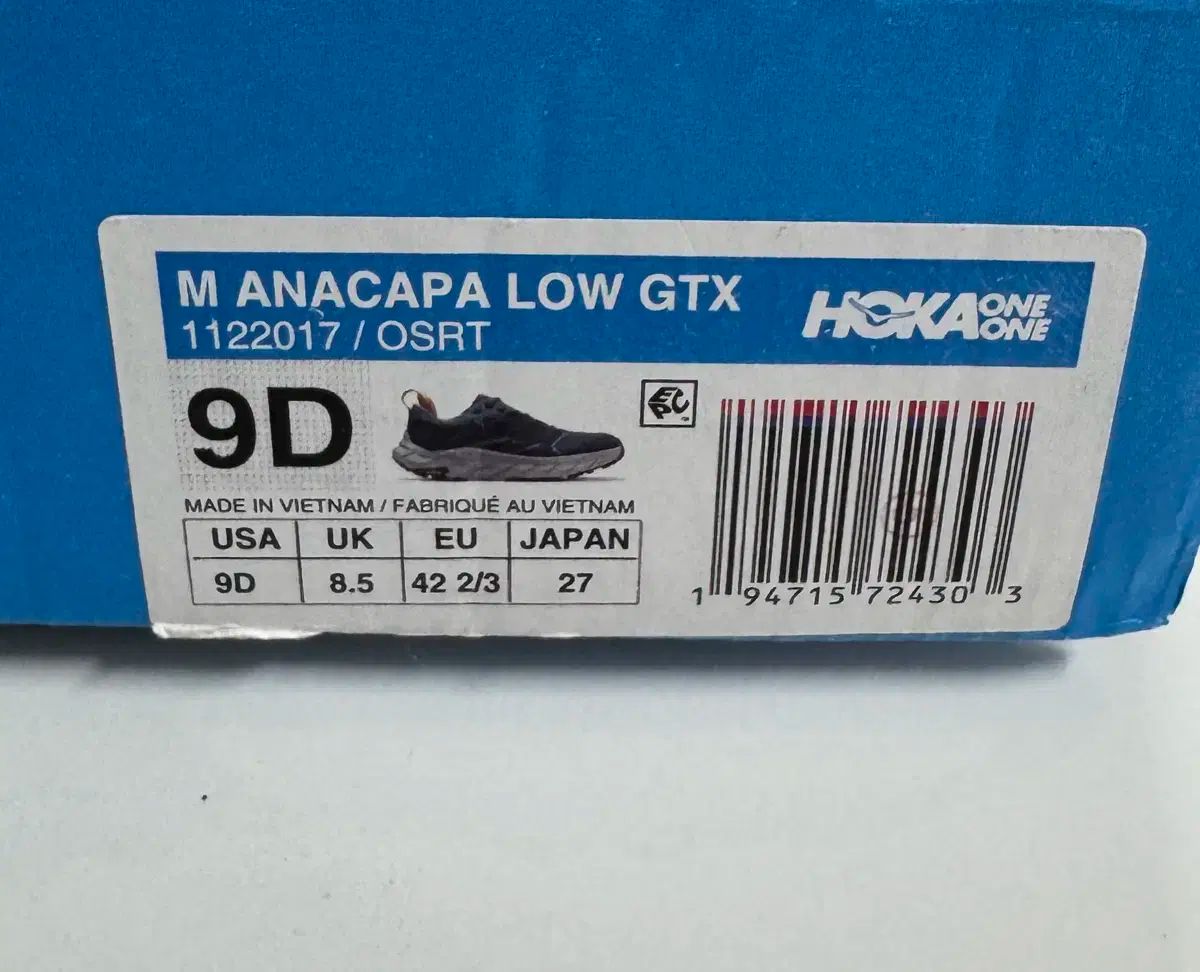 M ANACAPA LOW GTX
1122017 / OSRT
HOKA ONE ONE
9D
EPC
MADE IN VIETNAM / FABRIQUÉ AU VIETNAM
USA UK EU JAPAN
9D 8.5 42 2/3 27
1 94715 72430 3